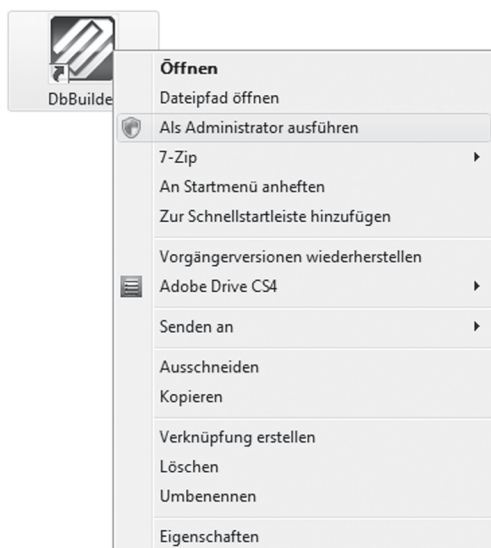 DbBuilde
Öffnen
Dateipfad öffnen
Als Administrator ausführen
7-Zip
An Startmenü anheften
Zur Schnellstartleiste hinzufügen
Vorgängerversionen wiederherstellen
Adobe Drive CS4
Senden an
Ausschneiden
Kopieren
Verknüpfung erstellen
Löschen
Umbenennen
Eigenschaften